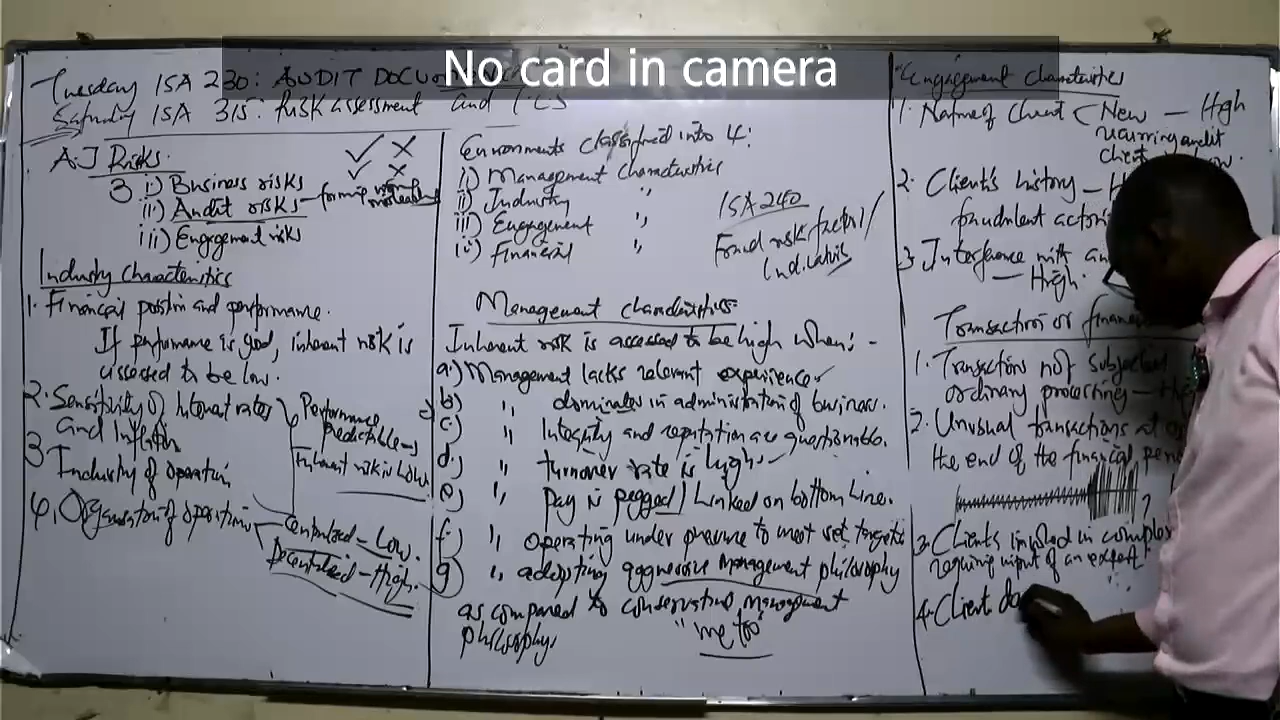 No card in camera
Tuesday ISA 230: AUDIT
Saturday ISA 315: RISK ASSESSMENT and
A.J Risks.
3 i) Business risks
ii) Audit risks
iii) Engagement risks
Industry Characteristics
1. Financial position and performance.
If performance is good, inherent risk is
assessed to be low.
2. Sensitivity of Interest rates
and Inflation
3 Industry of operation
4. Organisation of operations
Performance
Predictable
Inherent risk is Low
Centralised - Low.
Decentralised - High.
Environments classified into 4:
i) Management characteristics
ii) Industry "
iii) Engagement "
iv) Financial "
ISA 240
Fraud risk factors/
Indicators
Management characteristics
Inherent risk is assessed to be high when: -
a.) Management lacks relevant experience
b) " dominates in administration of business.
c) " Integrity and reputation are questionable.
d.) " turnover rate is high
e) " pay is pegged/Linked on bottom line.
f) " operating under pressure to meet set targets
g) " adopting aggressive management philosophy
as compared to conservative management
philosophy.
"me too"
Engagement characteristics
1. Nature of Client New - High
recurring audit
client
2. Client's history -
fraudulent
3. Interference with
- High.
Transaction or
1. Transactions not
ordinary processing -
2. Unusual transactions at
the end of the financial
?
3. Clients involved in complex
requiring input of an expert
4. Client